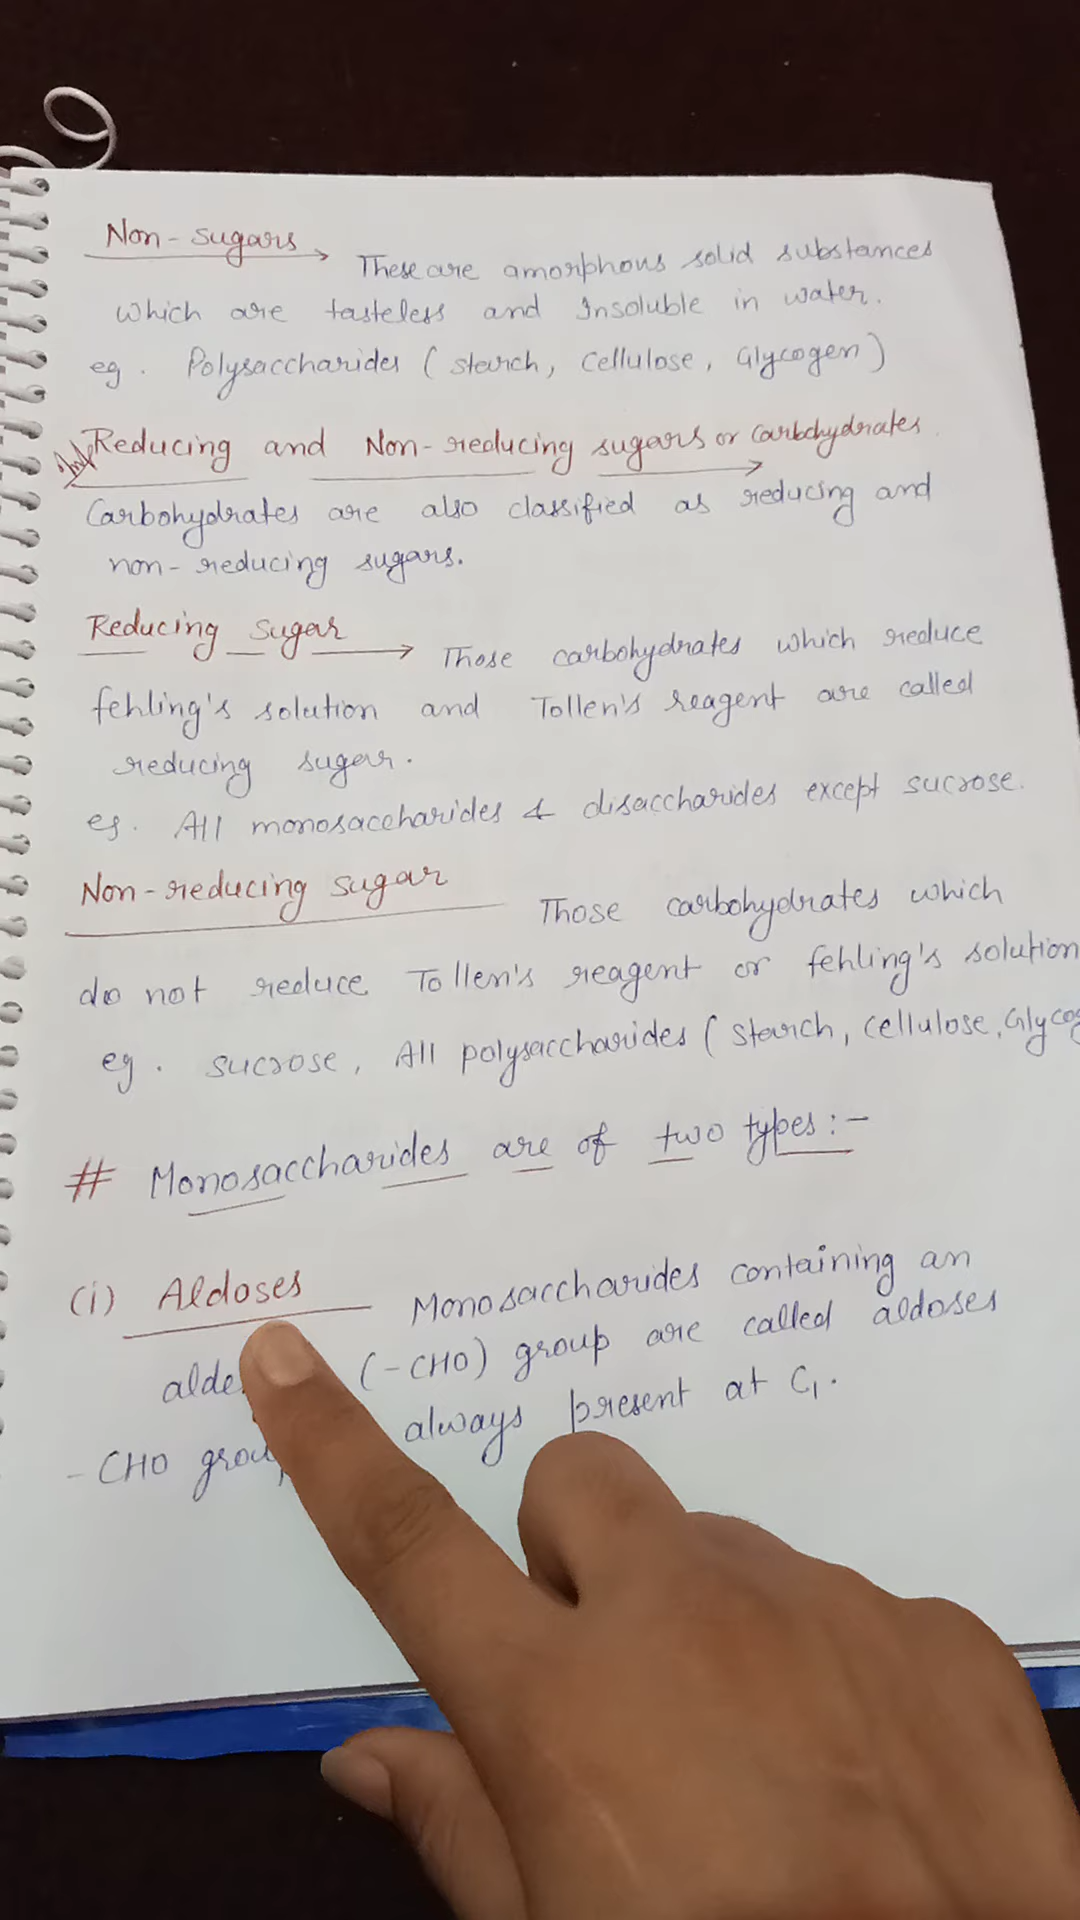 Non-sugars
These are amorphous solid substances
which are tasteless and Insoluble in water.
eg. Polysaccharides (starch, cellulose, Glycogen)
Imp Reducing and Non-reducing sugars or carbohydrates.
Carbohydrates are also classified as reducing and
non-reducing sugars.
Reducing sugar
Those carbohydrates which reduce
fehling's solution and Tollen's reagent are called
reducing sugar.
eg. All monosaccharides & disaccharides except sucrose.
Non-reducing sugar
Those carbohydrates which
do not reduce Tollen's reagent or fehling's solution
eg. sucrose, All polysaccharides (starch, cellulose, Glycog
# Monosaccharides are of two types:-
(i) Aldoses
Monosaccharides containing an
alde (-CHO) group are called aldoses
-CHO group always present at C₁.